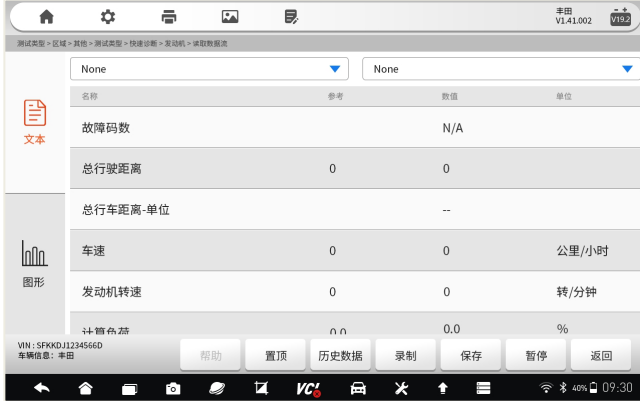 丰田
V1.41.002
V19.2
测试类型 > 区域 > 其他 > 测试类型 > 快速诊断 > 发动机 > 读取数据流
None None
名称 参考 数值 单位
文本
故障码数 N/A
总行驶距离 0 0
总行车距离-单位 --
车速 0 0 公里/小时
图形
发动机转速 0 0 转/分钟
计算负荷 0.0 0.0 %
VIN : SFKKDJ1234566D
车辆信息: 丰田
帮助 置顶 历史数据 录制 保存 暂停 返回
VC 40% 09:30